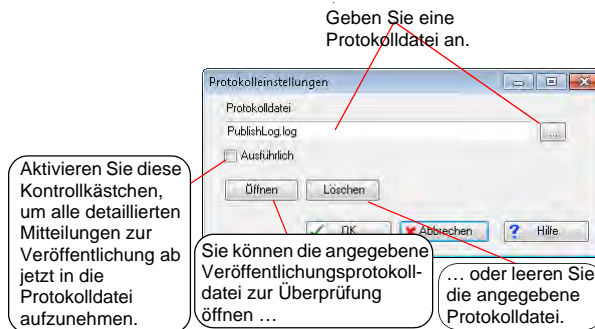 Geben Sie eine
Protokolldatei an.
Protokolleinstellungen
Protokolldatei
PublishLog.log
...
Ausführlich
Öffnen Löschen
OK Abbrechen ? Hilfe
Aktivieren Sie diese
Kontrollkästchen,
um alle detaillierten
Mitteilungen zur
Veröffentlichung ab
jetzt in die
Protokolldatei
aufzunehmen.
Sie können die angegebene
Veröffentlichungsprotokoll-
datei zur Überprüfung
öffnen …
… oder leeren Sie
die angegebene
Protokolldatei.